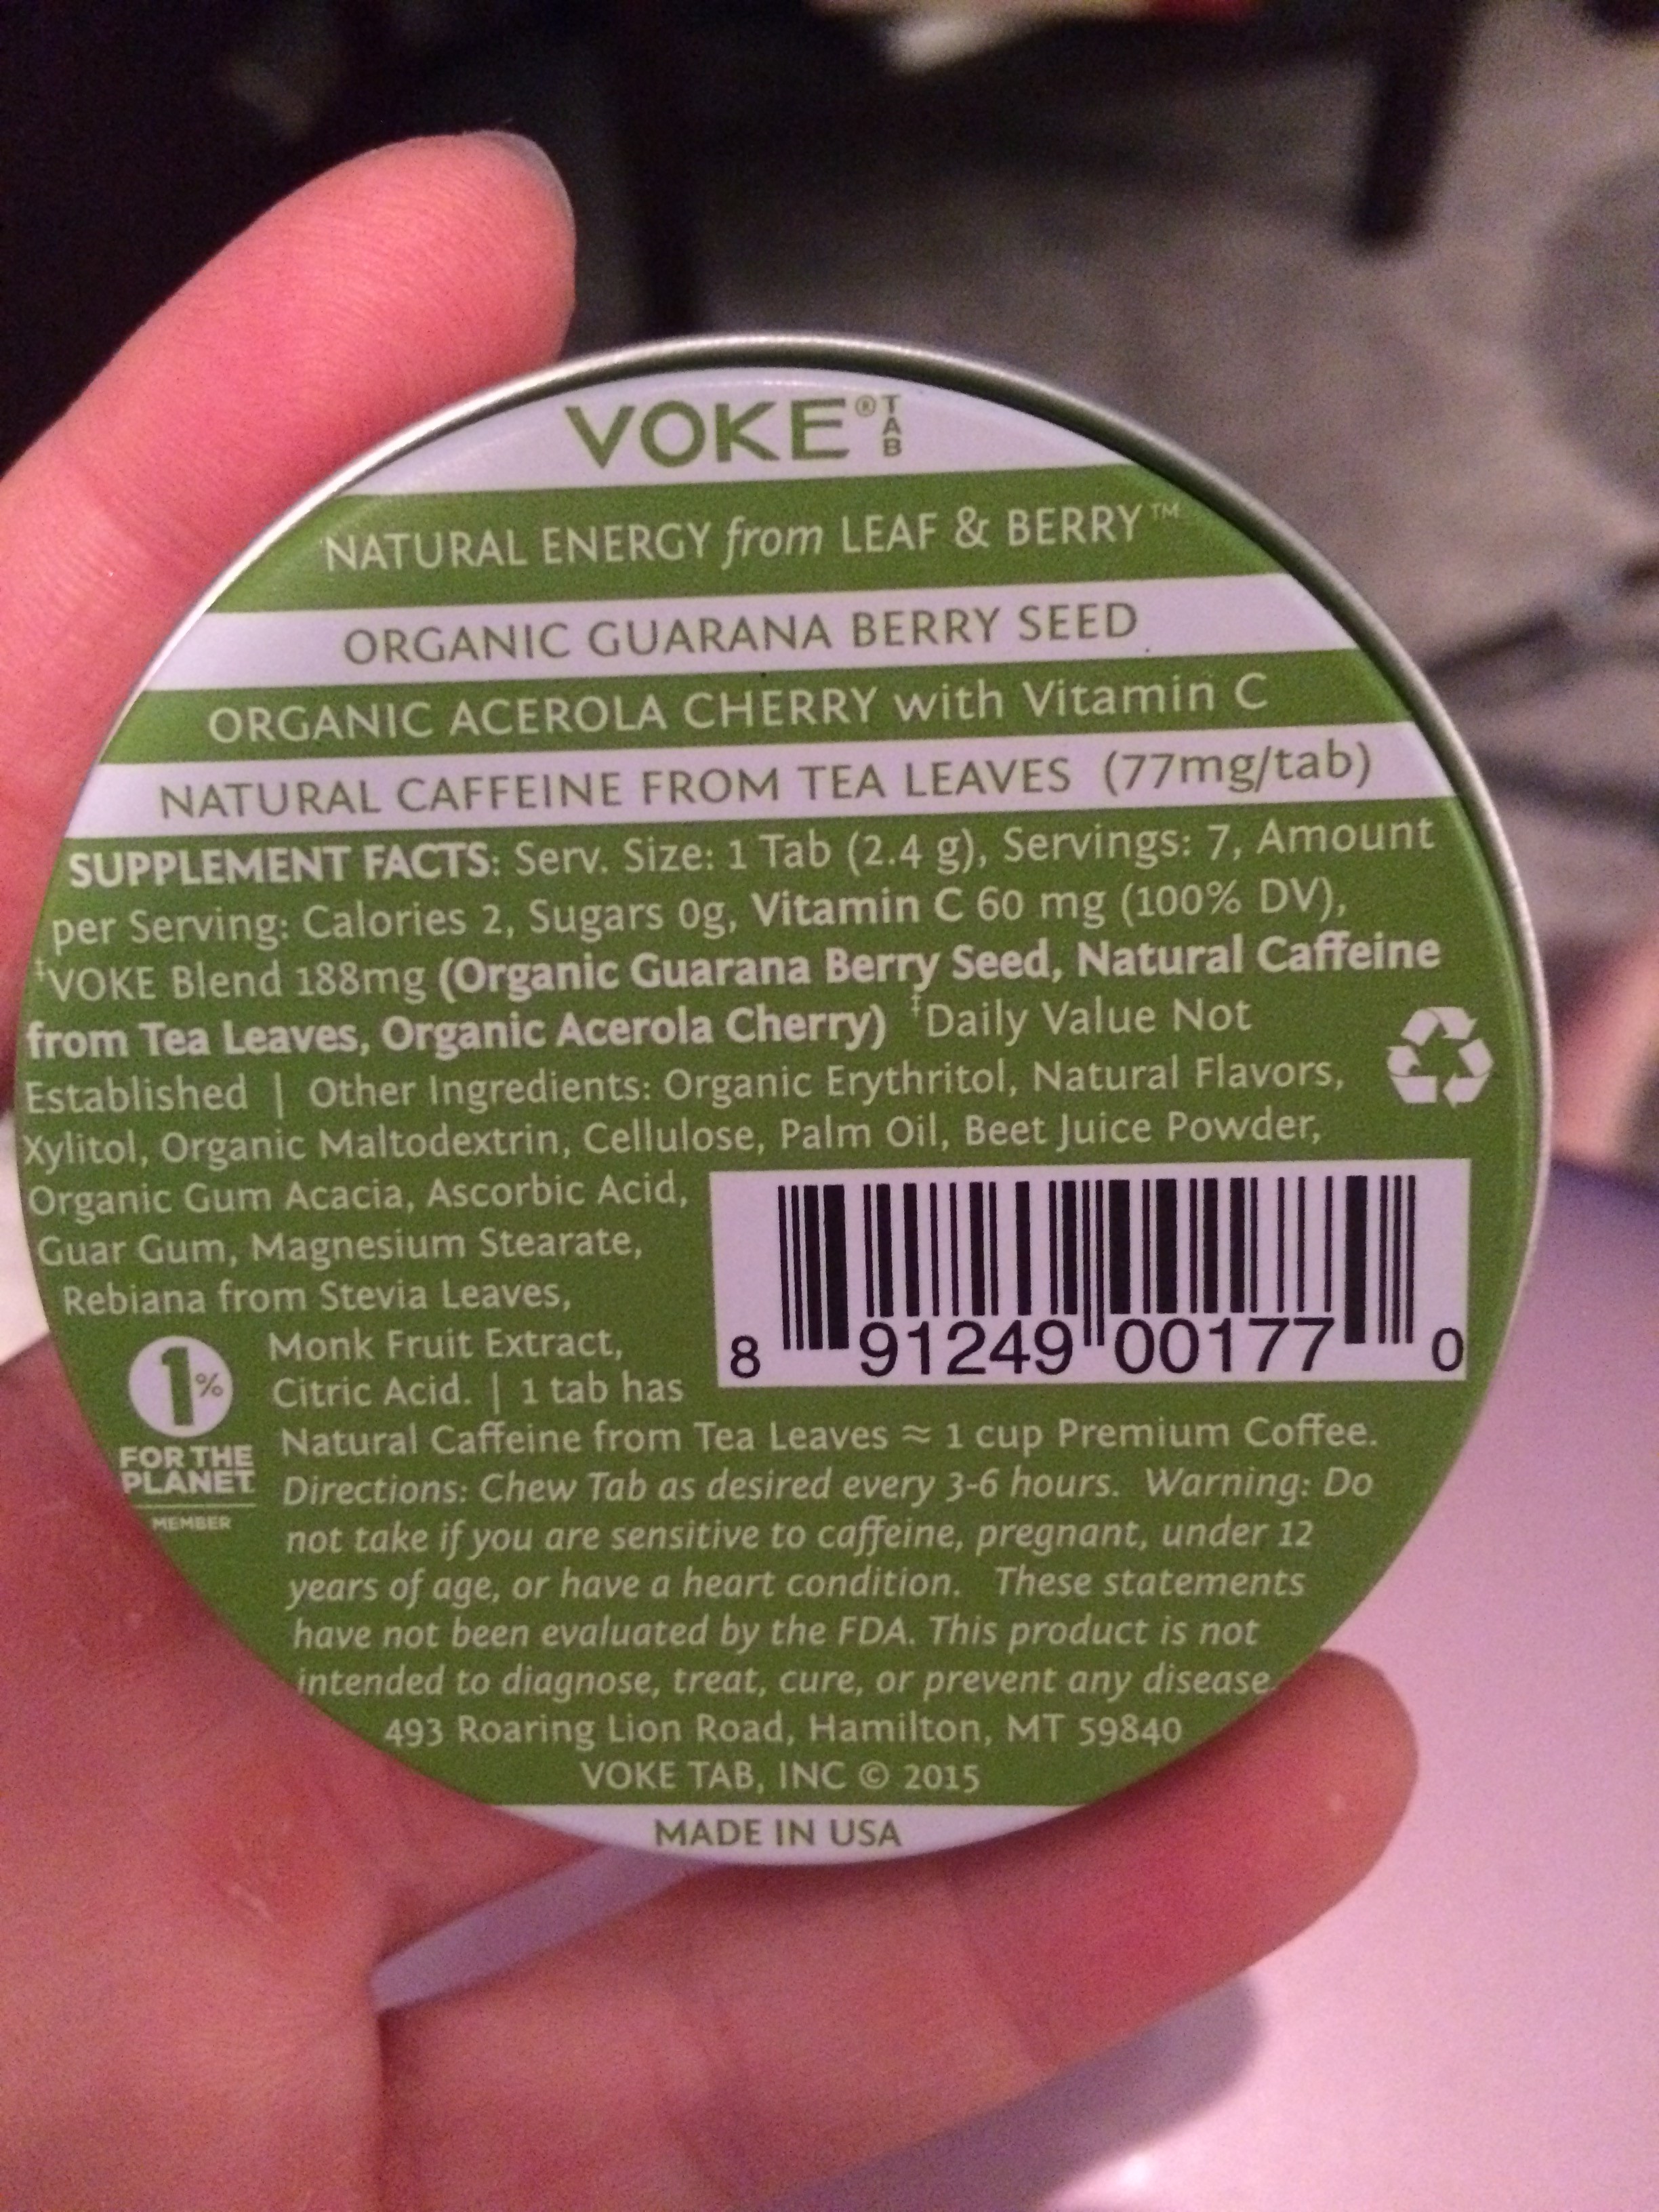 VOKE® TAB
NATURAL ENERGY from LEAF & BERRY™
ORGANIC GUARANA BERRY SEED
ORGANIC ACEROLA CHERRY with Vitamin C
NATURAL CAFFEINE FROM TEA LEAVES (77mg/tab)
SUPPLEMENT FACTS: Serv. Size: 1 Tab (2.4 g), Servings: 7, Amount
per Serving: Calories 2, Sugars 0g, Vitamin C 60 mg (100% DV),
‡VOKE Blend 188mg (Organic Guarana Berry Seed, Natural Caffeine
from Tea Leaves, Organic Acerola Cherry) ‡Daily Value Not
Established | Other Ingredients: Organic Erythritol, Natural Flavors,
Xylitol, Organic Maltodextrin, Cellulose, Palm Oil, Beet Juice Powder,
Organic Gum Acacia, Ascorbic Acid,
Guar Gum, Magnesium Stearate,
Rebiana from Stevia Leaves,
Monk Fruit Extract,
Citric Acid. | 1 tab has
8 91249 00177 0
Natural Caffeine from Tea Leaves ≈ 1 cup Premium Coffee.
Directions: Chew Tab as desired every 3-6 hours. Warning: Do
not take if you are sensitive to caffeine, pregnant, under 12
years of age, or have a heart condition. These statements
have not been evaluated by the FDA. This product is not
intended to diagnose, treat, cure, or prevent any disease.
1%
FOR THE
PLANET
MEMBER
493 Roaring Lion Road, Hamilton, MT 59840
VOKE TAB, INC © 2015
MADE IN USA